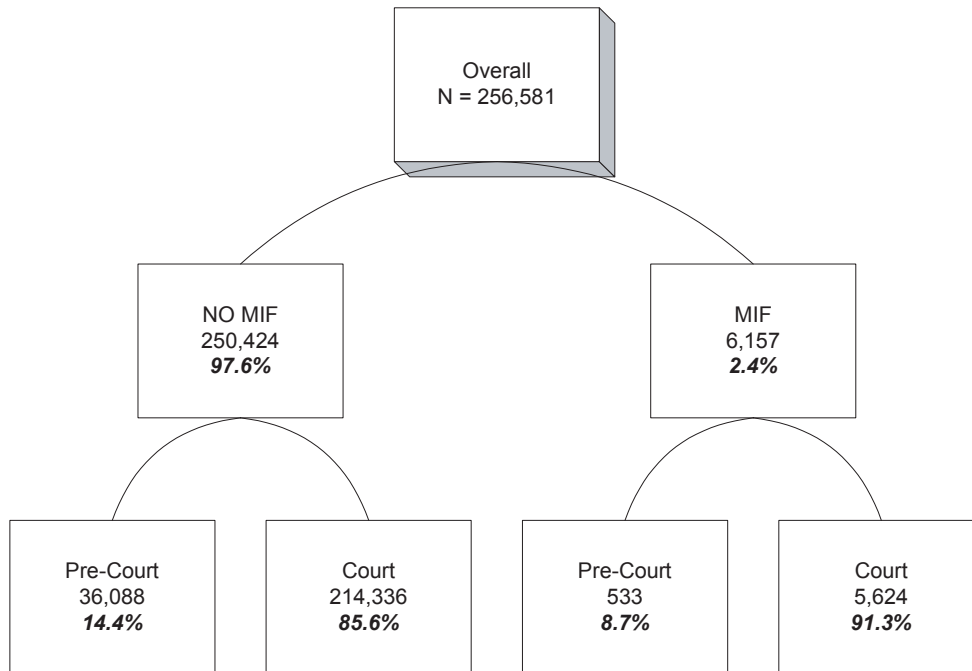 Overall
N = 256,581
NO MIF
250,424
97.6%
MIF
6,157
2.4%
Pre-Court
36,088
14.4%
Court
214,336
85.6%
Pre-Court
533
8.7%
Court
5,624
91.3%